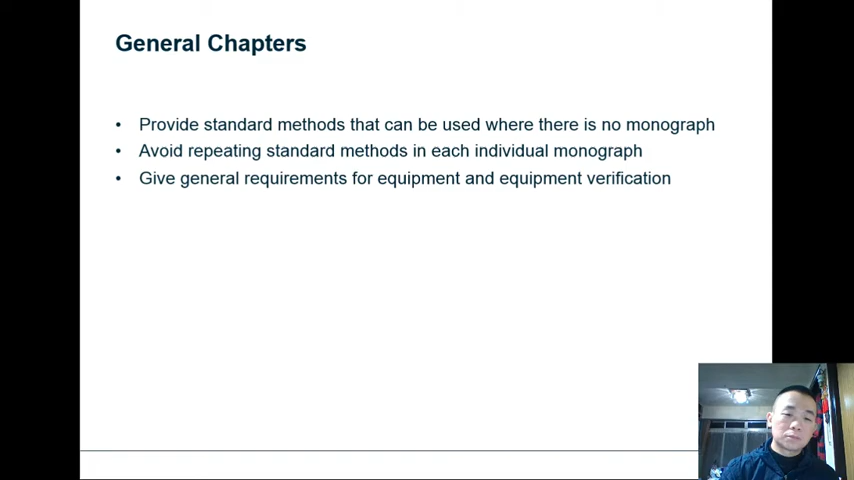 General Chapters
• Provide standard methods that can be used where there is no monograph
• Avoid repeating standard methods in each individual monograph
• Give general requirements for equipment and equipment verification